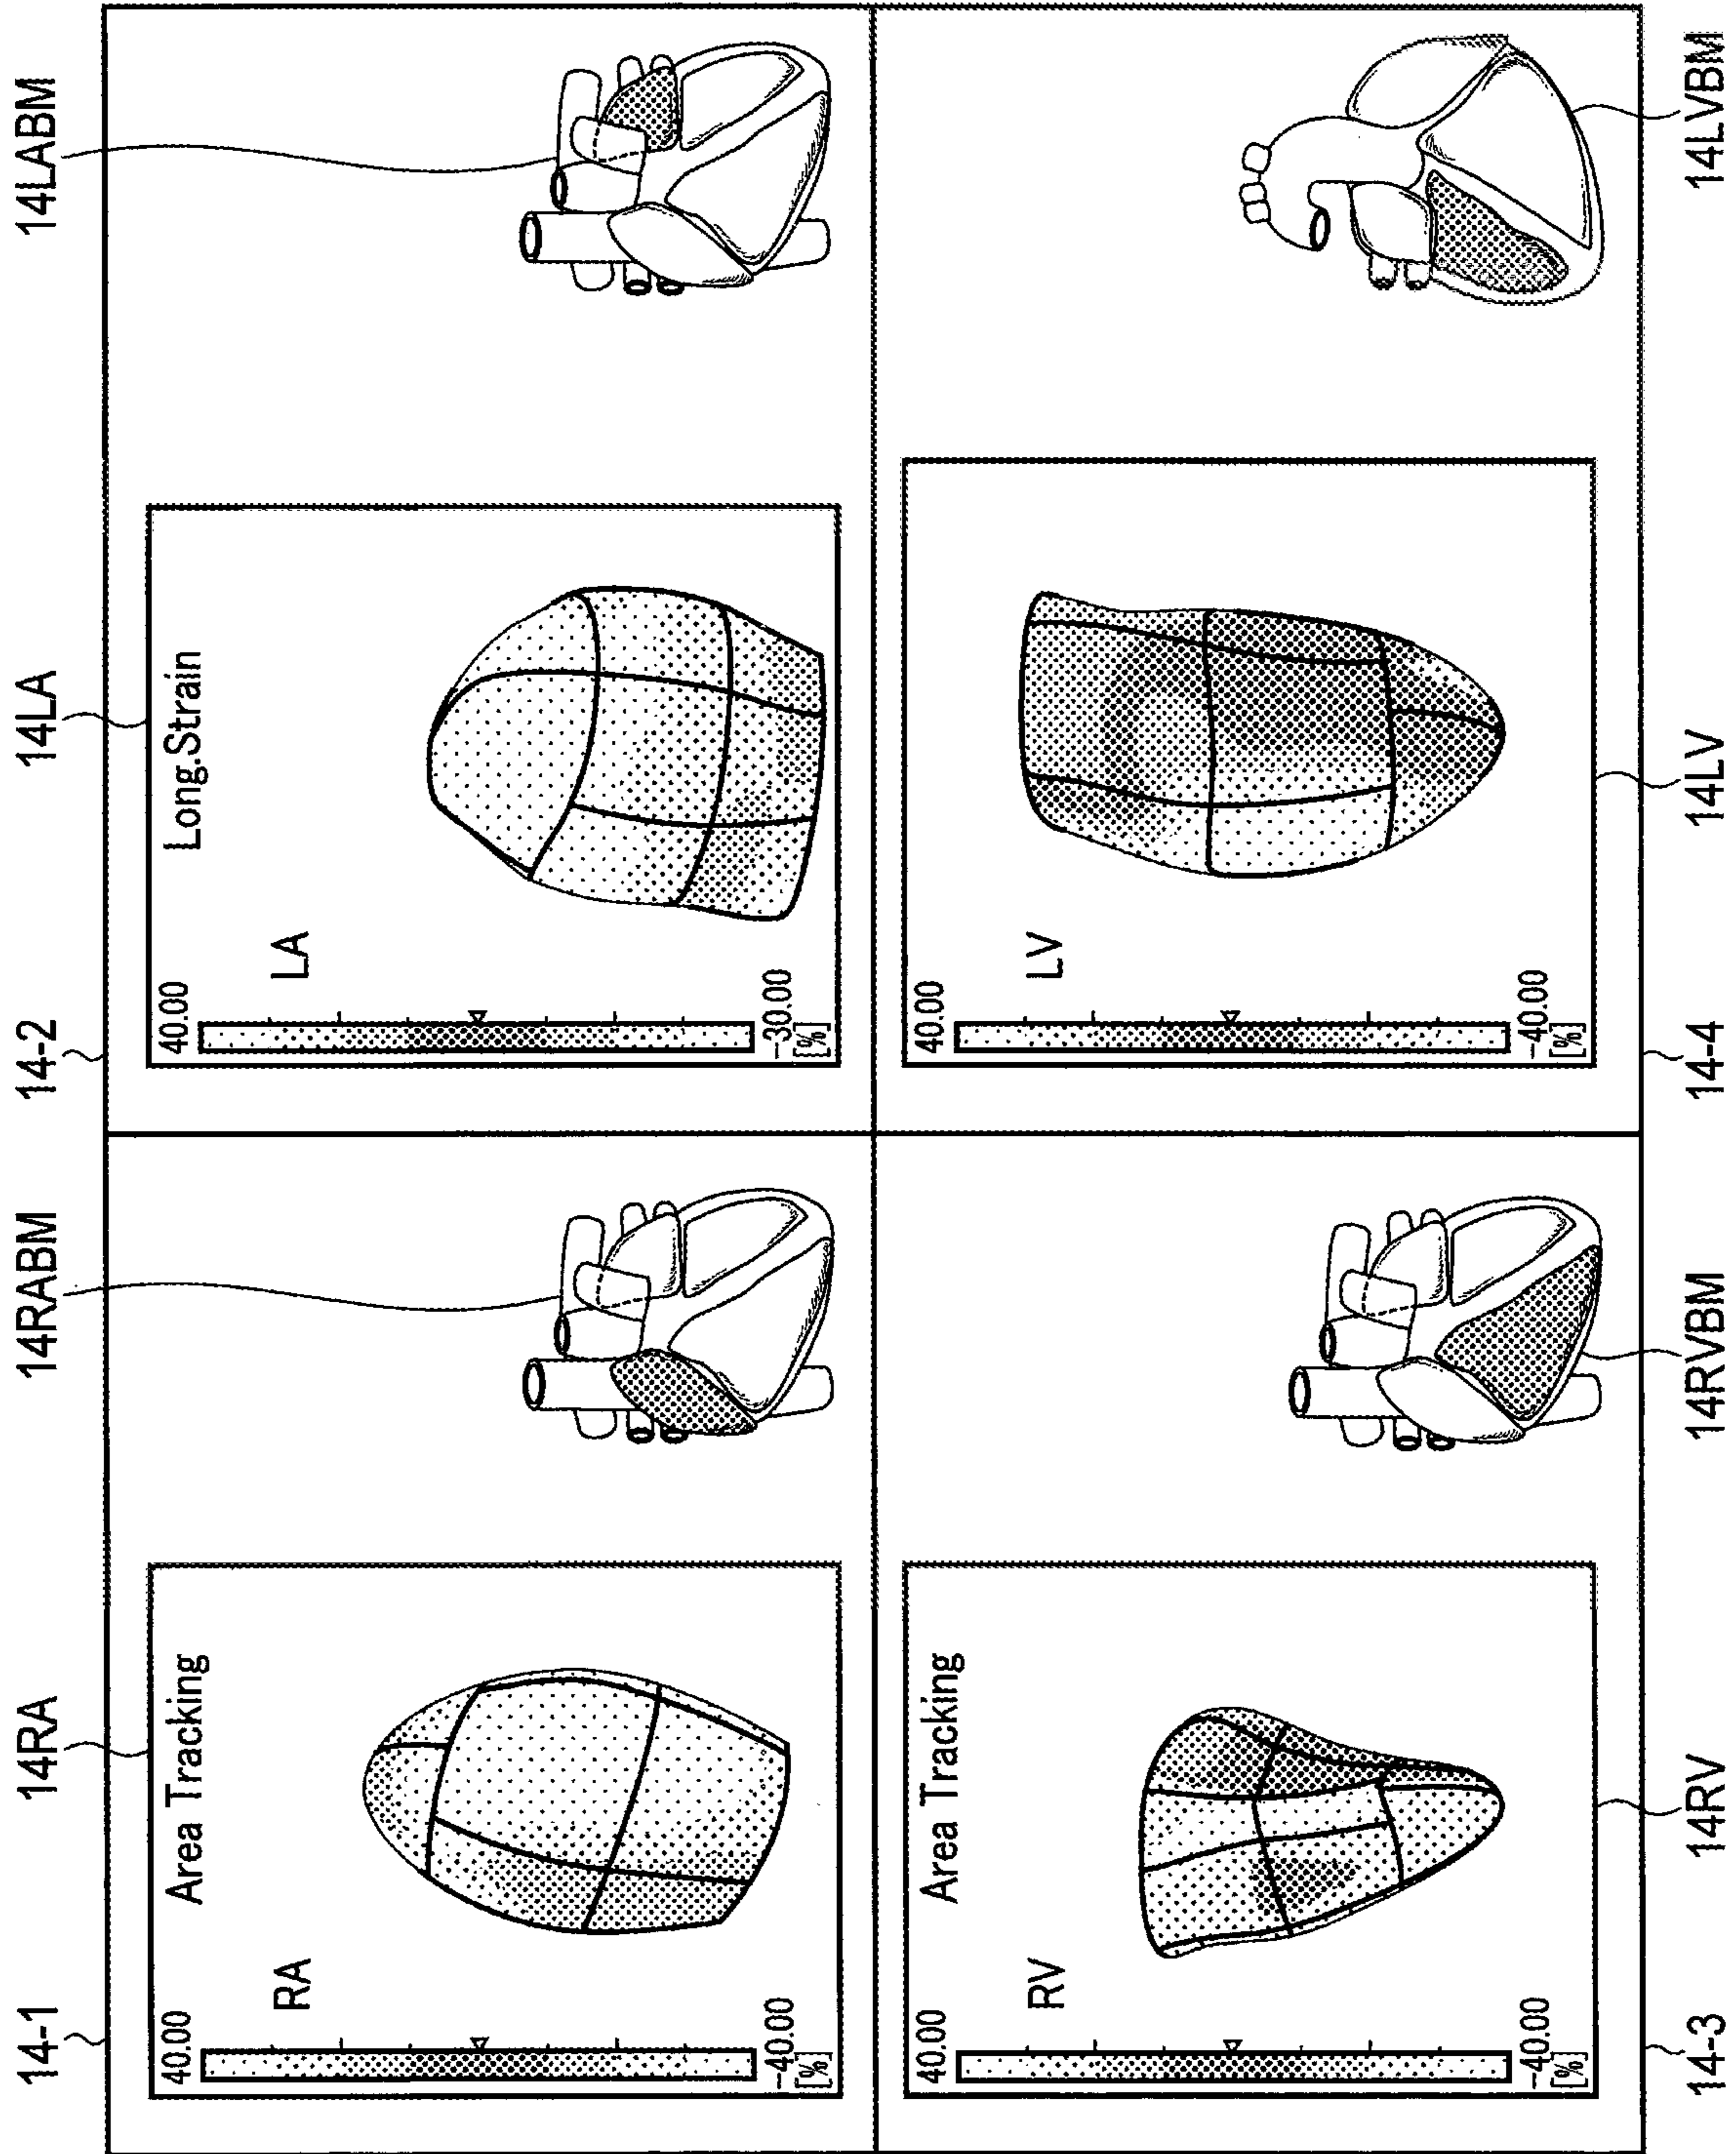 14-1
14RA
14RABM
14-2
14LA
14LABM
Area Tracking
40.00
RA
-40.00
[%]
Long.Strain
40.00
LA
-30.00
[%]
Area Tracking
40.00
RV
-40.00
[%]
40.00
LV
-40.00
[%]
14-3
14RV
14RVBM
14-4
14LV
14LVBM